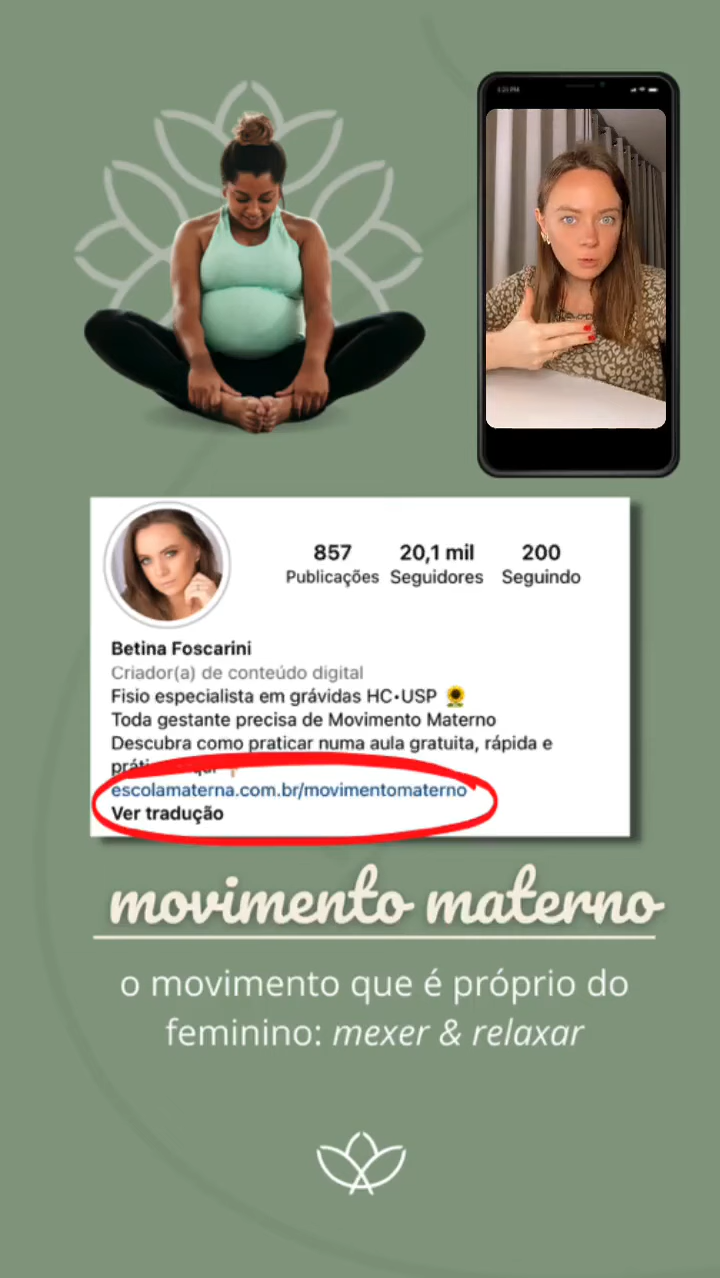 857 20,1 mil 200
Publicações Seguidores Seguindo
Betina Foscarini
Criador(a) de conteúdo digital
Fisio especialista em grávidas HC•USP 🌻
Toda gestante precisa de Movimento Materno
Descubra como praticar numa aula gratuita, rápida e
escolamaterna.com.br/movimentomaterno
Ver tradução
movimento materno
o movimento que é próprio do
feminino: mexer & relaxar